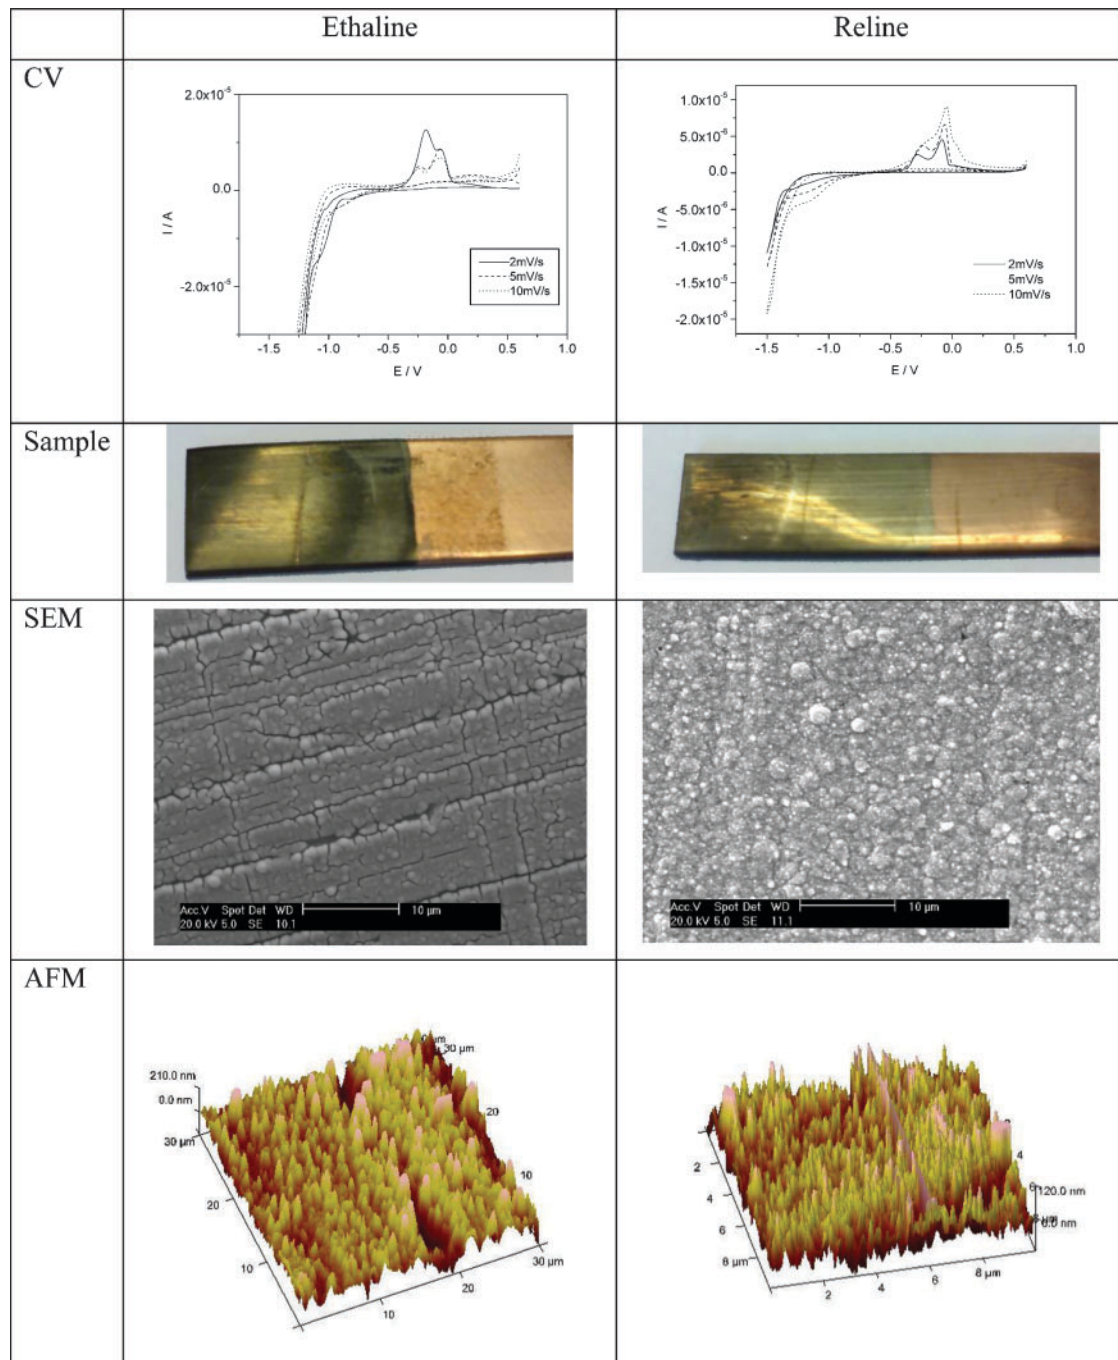 Ethaline
Reline
CV
2.0x10⁻⁵
0.0
-2.0x10⁻⁵
I / A
2mV/s
5mV/s
10mV/s
-1.5
-1.0
-0.5
0.0
0.5
1.0
E / V
1.0x10⁻⁵
5.0x10⁻⁶
0.0
-5.0x10⁻⁶
-1.0x10⁻⁵
-1.5x10⁻⁵
-2.0x10⁻⁵
I / A
2mV/s
5mV/s
10mV/s
-1.5
-1.0
-0.5
0.0
0.5
1.0
E / V
Sample
SEM
Acc.V Spot Det WD
10 µm
20.0 kV 5.0 SE 10.1
Acc.V Spot Det WD
10 µm
20.0 kV 5.0 SE 11.1
AFM
210.0 nm
0.0 nm
30 µm
20
10
10
20
30 µm
10
20
30 µm
2
4
6
8 µm
2
4
6
8 µm
4
6
120.0 nm
0.0 nm